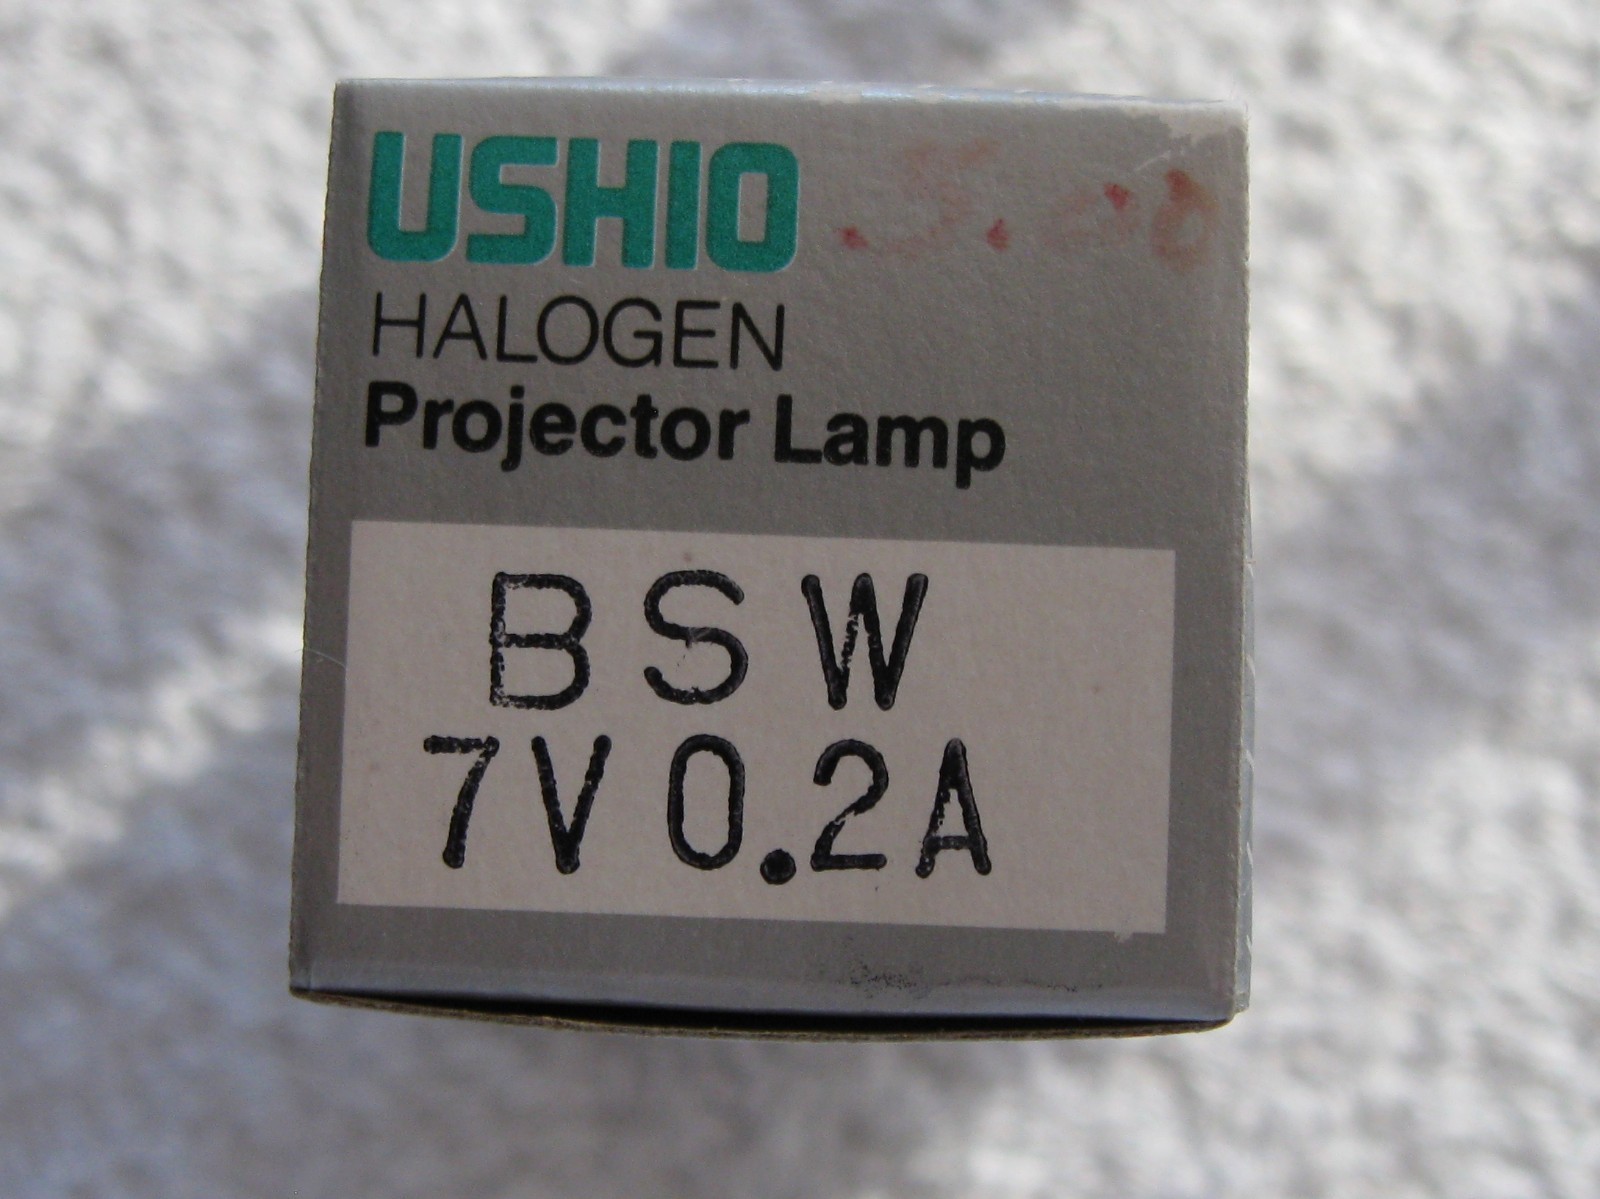 USHIO
HALOGEN
Projector Lamp
BSW
7V 0.2A